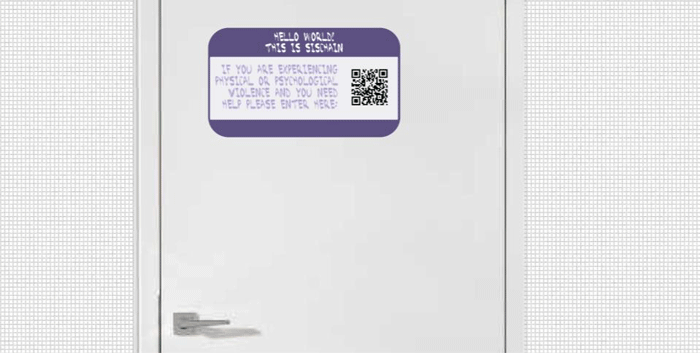 HELLO WORLD!
THIS IS SISCHAIN
IF YOU ARE EXPERIENCING
PHYSICAL OR PSYCHOLOGICAL
VIOLENCE AND YOU NEED
HELP PLEASE ENTER HERE: